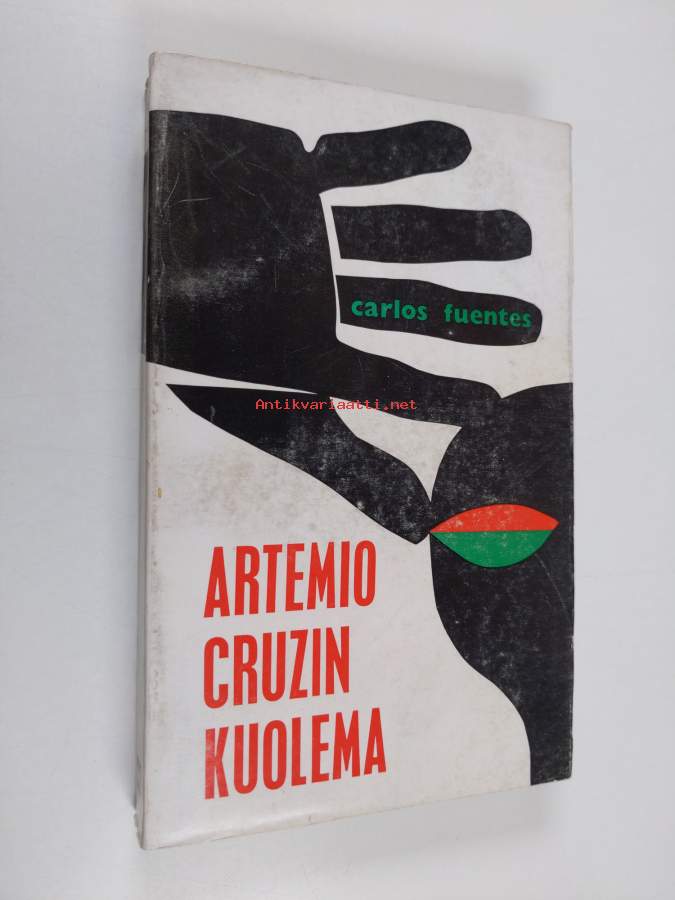 carlos fuentes
Antikvariaatti.net
ARTEMIO
CRUZIN
KUOLEMA